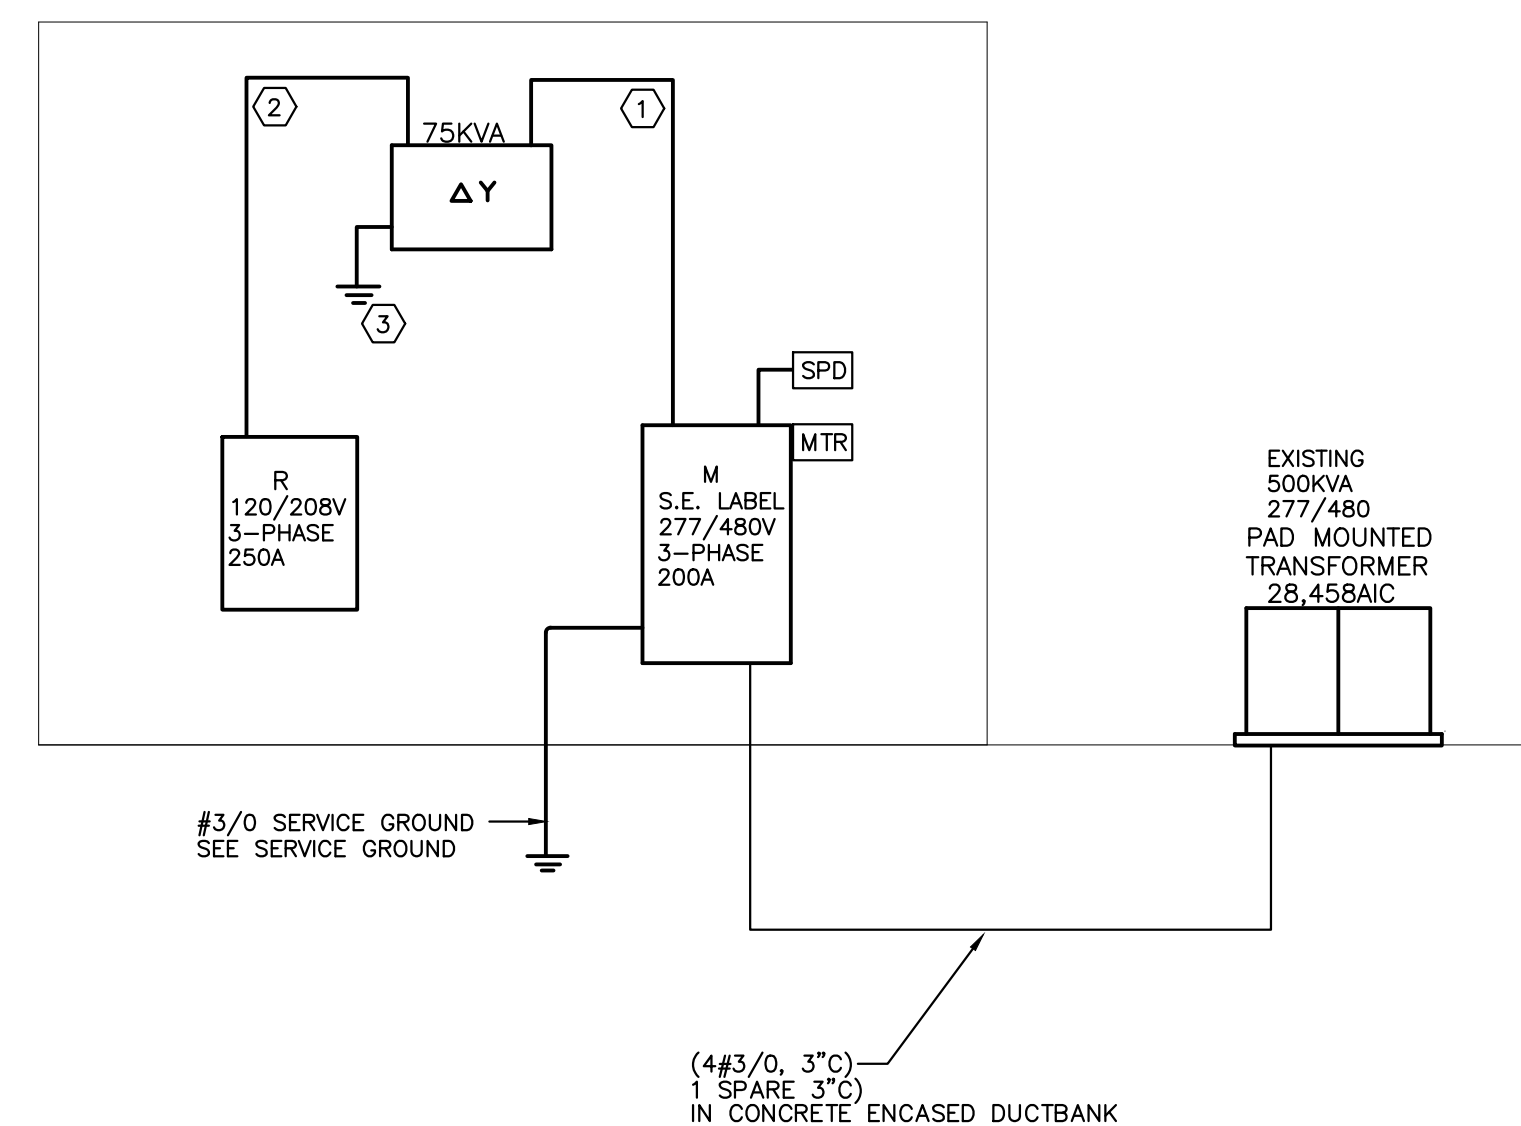 2
1
75KVA
Δ Y
3
SPD
MTR
R
120/208V
3-PHASE
250A
M
S.E. LABEL
277/480V
3-PHASE
200A
EXISTING
500KVA
277/480
PAD MOUNTED
TRANSFORMER
28,458AIC
#3/0 SERVICE GROUND
SEE SERVICE GROUND
(4#3/0, 3"C)
1 SPARE 3"C)
IN CONCRETE ENCASED DUCTBANK